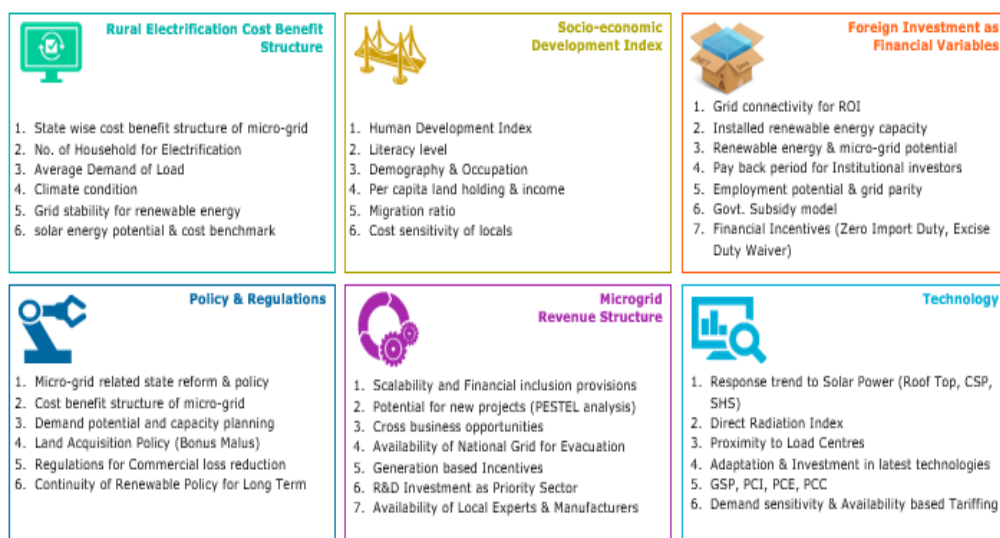 Rural Electrification Cost Benefit
Structure
1. State wise cost benefit structure of micro-grid
2. No. of Household for Electrification
3. Average Demand of Load
4. Climate condition
5. Grid stability for renewable energy
6. solar energy potential & cost benchmark
Socio-economic
Development Index
1. Human Development Index
2. Literacy level
3. Demography & Occupation
4. Per capita land holding & income
5. Migration ratio
6. Cost sensitivity of locals
Foreign Investment as
Financial Variables
1. Grid connectivity for ROI
2. Installed renewable energy capacity
3. Renewable energy & micro-grid potential
4. Pay back period for Institutional investors
5. Employment potential & grid parity
6. Govt. Subsidy model
7. Financial Incentives (Zero Import Duty, Excise
Duty Waiver)
Policy & Regulations
1. Micro-grid related state reform & policy
2. Cost benefit structure of micro-grid
3. Demand potential and capacity planning
4. Land Acquisition Policy (Bonus Malus)
5. Regulations for Commercial loss reduction
6. Continuity of Renewable Policy for Long Term
Microgrid
Revenue Structure
1. Scalability and Financial inclusion provisions
2. Potential for new projects (PESTEL analysis)
3. Cross business opportunities
4. Availability of National Grid for Evacuation
5. Generation based Incentives
6. R&D Investment as Priority Sector
7. Availability of Local Experts & Manufacturers
Technology
1. Response trend to Solar Power (Roof Top, CSP,
SHS)
2. Direct Radiation Index
3. Proximity to Load Centres
4. Adaptation & Investment in latest technologies
5. GSP, PCI, PCE, PCC
6. Demand sensitivity & Availability based Tariffing